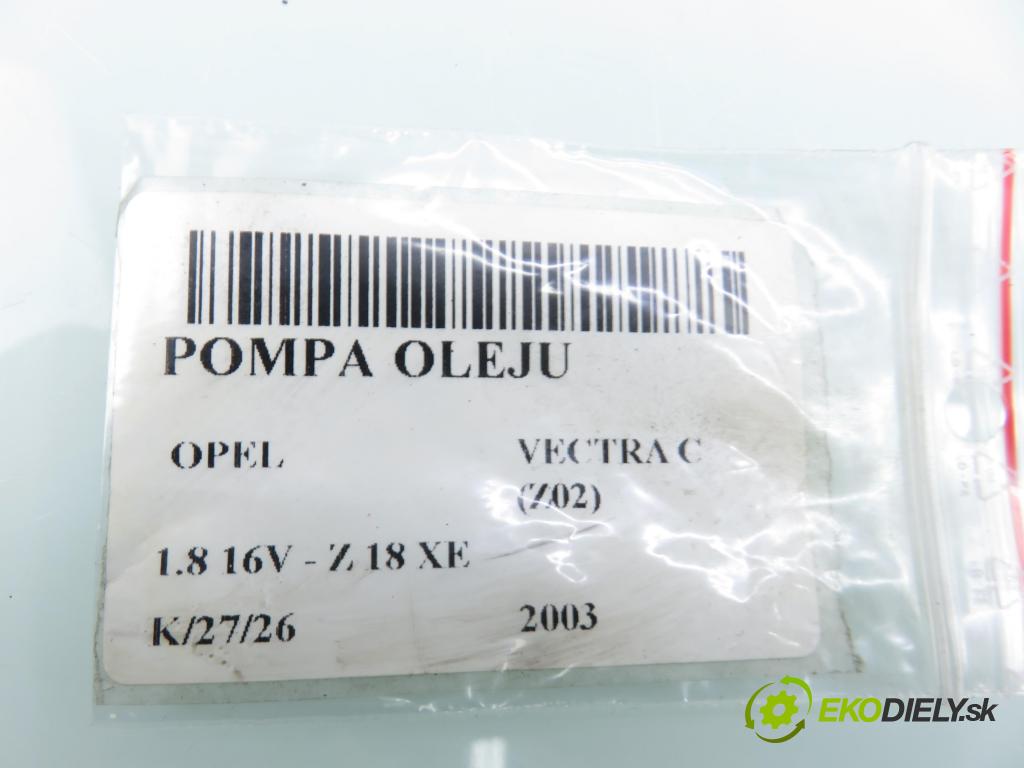 POMPA OLEJU
OPEL
VECTRA C
(Z02)
1.8 16V - Z 18 XE
K/27/26
2003
EKODIELY.sk